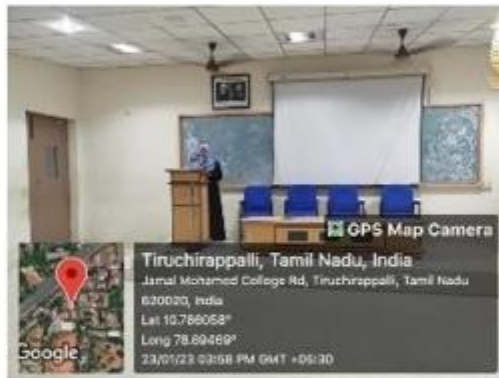 GPS Map Camera
Tiruchirappalli, Tamil Nadu, India
Jamal Mohamed College Rd, Tiruchirappalli, Tamil Nadu
620020, India
Lat 10.786058°
Long 78.69469°
23/01/23 03:58 PM GMT +05:30
Google